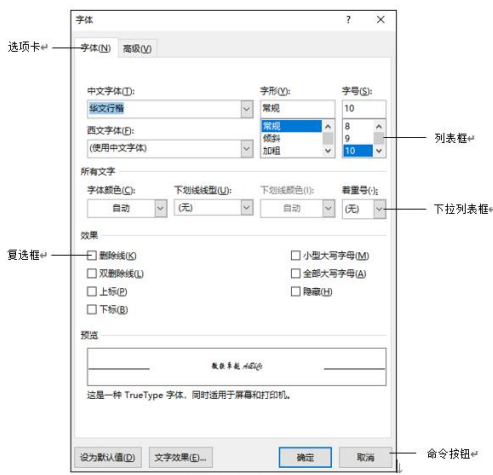 字体 ? ×
选项卡↵ 字体(N) 高级(V)
中文字体(T): 字形(Y): 字号(S):
华文行楷 常规 10
西文字体(F): 常规 8
(使用中文字体) 倾斜 9 列表框↵
加粗 10
所有文字
字体颜色(C): 下划线线型(U): 下划线颜色(I): 着重号(·):
自动 (无) 自动 (无) 下拉列表框↵
效果
复选框↵ 删除线(K) 小型大写字母(M)
双删除线(L) 全部大写字母(A)
上标(P) 隐藏(H)
下标(B)
预览
这是一种 TrueType 字体，同时适用于屏幕和打印机。
设为默认值(D) 文字效果(E)... 确定 取消 命令按钮↵